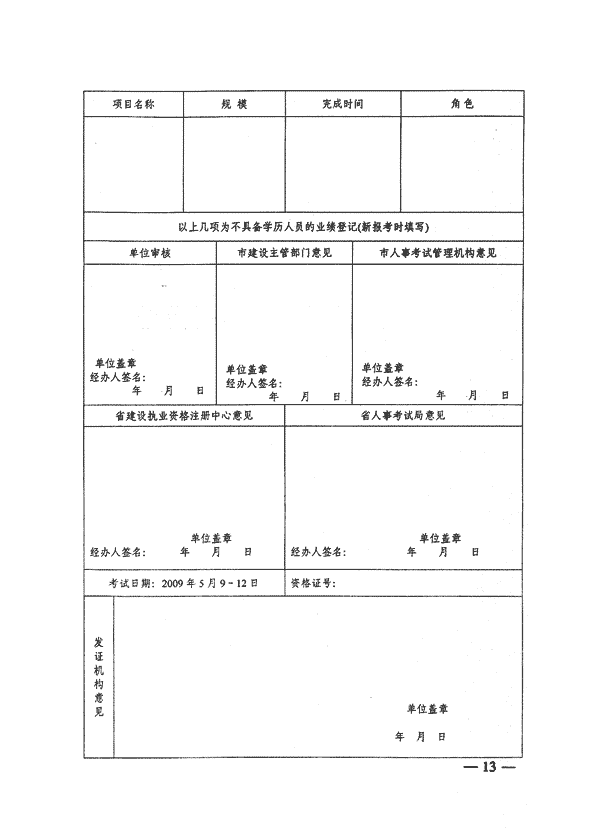 项目名称 规 模 完成时间 角 色
以上几项为不具备学历人员的业绩登记(新报考时填写)
单位审核 市建设主管部门意见 市人事考试管理机构意见
单位盖章 单位盖章 单位盖章
经办人签名： 经办人签名： 经办人签名：
年 月 日 年 月 日 年 月 日
省建设执业资格注册中心意见 省人事考试局意见
单位盖章 单位盖章
经办人签名： 年 月 日 经办人签名： 年 月 日
考试日期：2009 年 5 月 9－12 日 资格证号：
发证机构意见
单位盖章
年 月 日
— 13 —